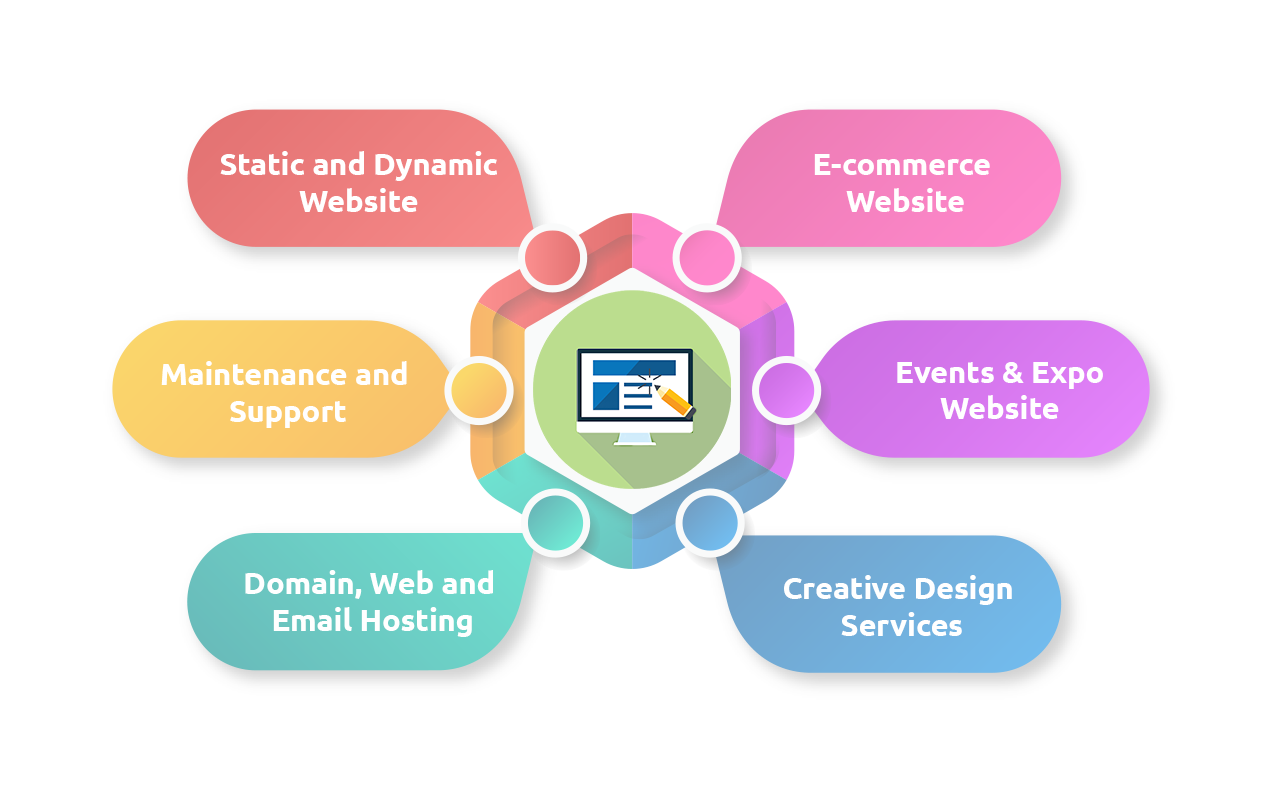 Static and Dynamic
Website
E-commerce
Website
Maintenance and
Support
Events & Expo
Website
Domain, Web and
Email Hosting
Creative Design
Services